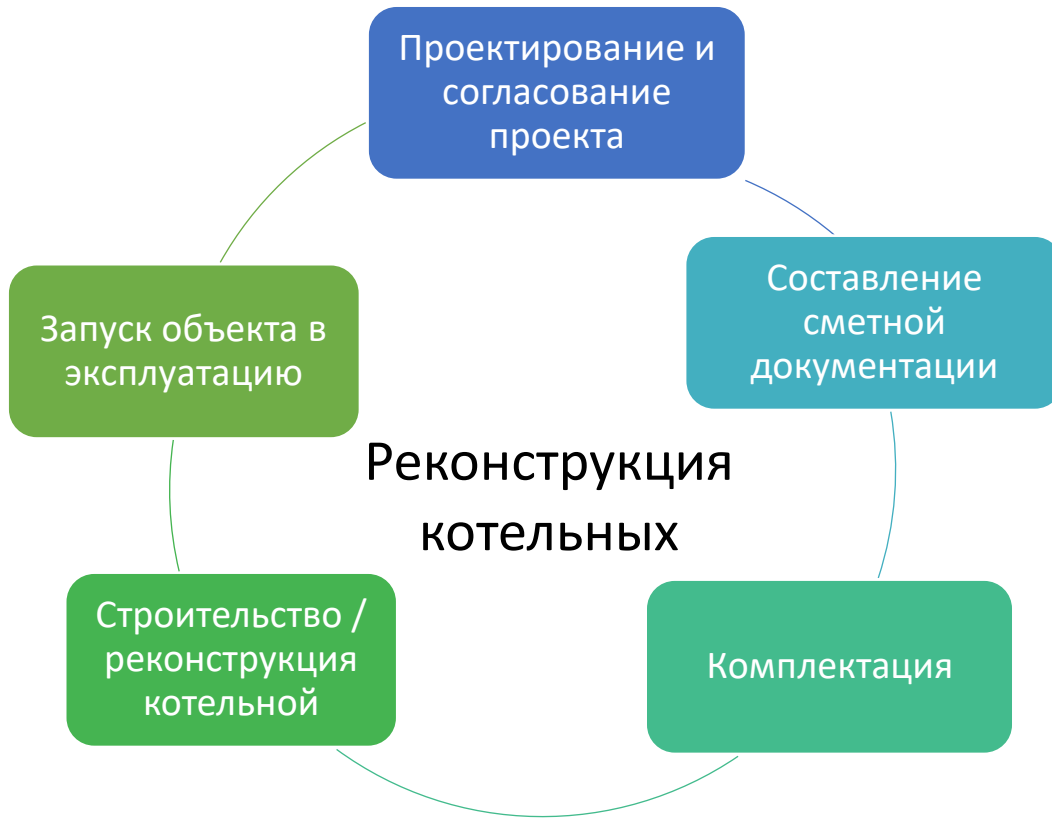 Проектирование и
согласование
проекта
Составление
сметной
документации
Комплектация
Строительство /
реконструкция
котельной
Запуск объекта в
эксплуатацию
Реконструкция
котельных